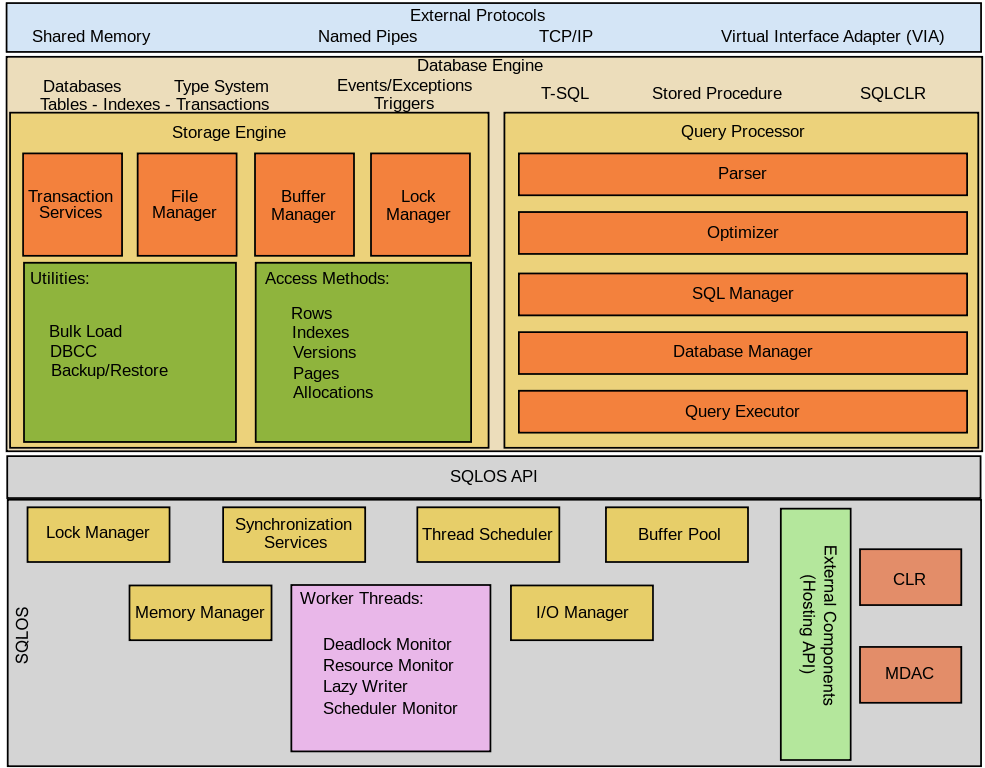 External Protocols
Shared Memory
Named Pipes
TCP/IP
Virtual Interface Adapter (VIA)
Database Engine
Databases
Type System
Tables - Indexes - Transactions
Events/Exceptions
Triggers
T-SQL
Stored Procedure
SQLCLR
Storage Engine
Transaction
Services
File
Manager
Buffer
Manager
Lock
Manager
Utilities:
Bulk Load
DBCC
Backup/Restore
Access Methods:
Rows
Indexes
Versions
Pages
Allocations
Query Processor
Parser
Optimizer
SQL Manager
Database Manager
Query Executor
SQLOS API
SQLOS
Lock Manager
Synchronization
Services
Thread Scheduler
Buffer Pool
Memory Manager
Worker Threads:
Deadlock Monitor
Resource Monitor
Lazy Writer
Scheduler Monitor
I/O Manager
External Components
(Hosting API)
CLR
MDAC